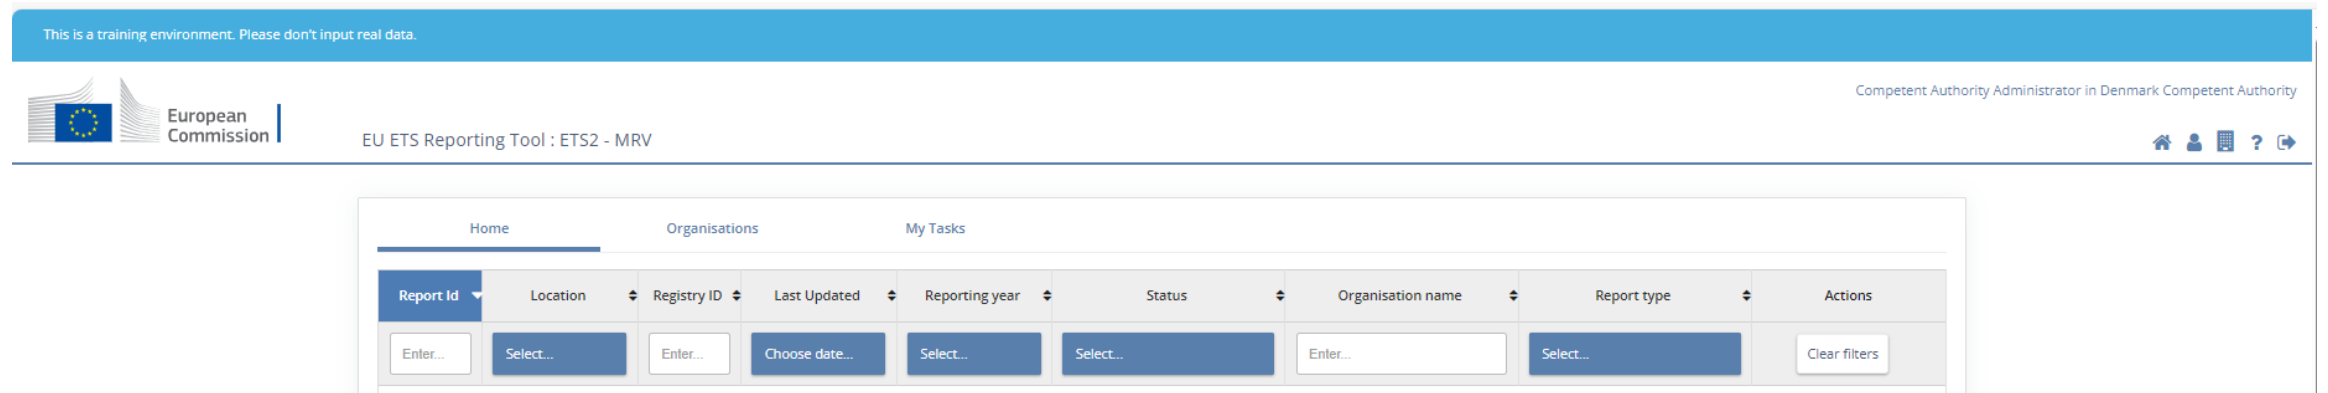 This is a training environment. Please don't input real data.
Competent Authority Administrator in Denmark Competent Authority
European
Commission
EU ETS Reporting Tool : ETS2 - MRV
?
Home Organisations My Tasks
Report Id Location Registry ID Last Updated Reporting year Status Organisation name Report type Actions
Enter... Select... Enter... Choose date... Select... Select... Enter... Select... Clear filters